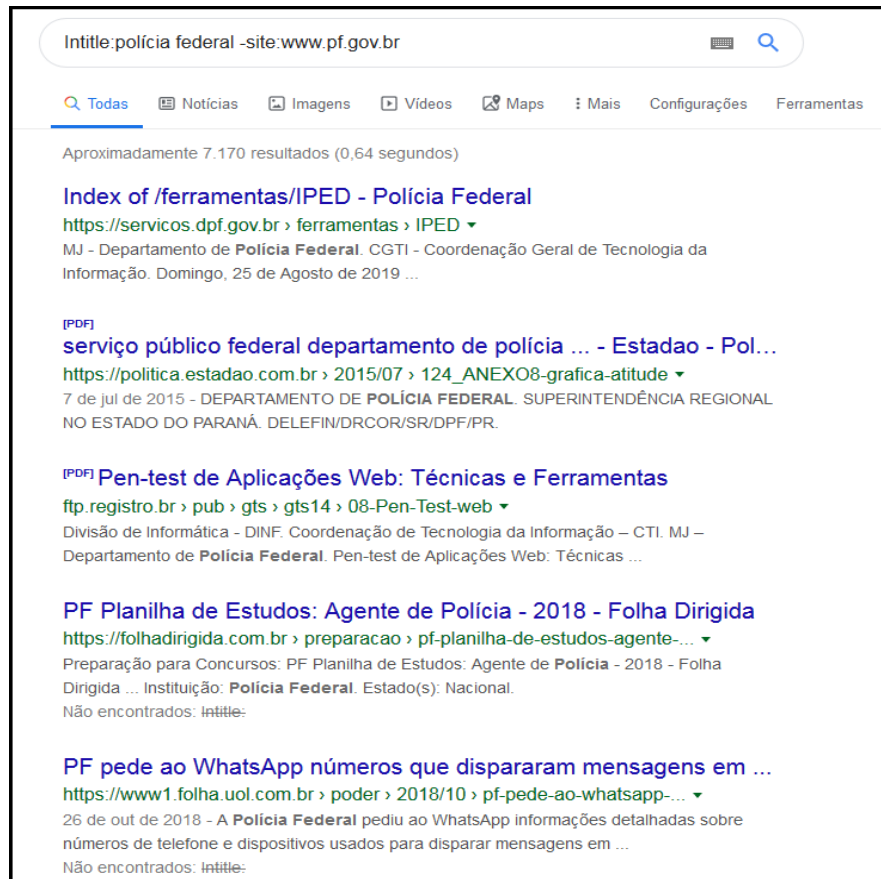 Intitle:polícia federal -site:www.pf.gov.br
Todas Notícias Imagens Vídeos Maps Mais Configurações Ferramentas
Aproximadamente 7.170 resultados (0,64 segundos)
Index of /ferramentas/IPED - Polícia Federal
https://servicos.dpf.gov.br › ferramentas › IPED
MJ - Departamento de Polícia Federal. CGTI - Coordenação Geral de Tecnologia da
Informação. Domingo, 25 de Agosto de 2019 ...
[PDF]
serviço público federal departamento de polícia ... - Estadao - Pol...
https://politica.estadao.com.br › 2015/07 › 124_ANEXO8-grafica-atitude
7 de jul de 2015 - DEPARTAMENTO DE POLÍCIA FEDERAL. SUPERINTENDÊNCIA REGIONAL
NO ESTADO DO PARANÁ. DELEFIN/DRCOR/SR/DPF/PR.
[PDF] Pen-test de Aplicações Web: Técnicas e Ferramentas
ftp.registro.br › pub › gts › gts14 › 08-Pen-Test-web
Divisão de Informática - DINF. Coordenação de Tecnologia da Informação – CTI. MJ –
Departamento de Polícia Federal. Pen-test de Aplicações Web: Técnicas ...
PF Planilha de Estudos: Agente de Polícia - 2018 - Folha Dirigida
https://folhadirigida.com.br › preparacao › pf-planilha-de-estudos-agente-...
Preparação para Concursos: PF Planilha de Estudos: Agente de Polícia - 2018 - Folha
Dirigida ... Instituição: Polícia Federal. Estado(s): Nacional.
Não encontrados: Intitle:
PF pede ao WhatsApp números que dispararam mensagens em ...
https://www1.folha.uol.com.br › poder › 2018/10 › pf-pede-ao-whatsapp-...
26 de out de 2018 - A Polícia Federal pediu ao WhatsApp informações detalhadas sobre
números de telefone e dispositivos usados para disparar mensagens em ...
Não encontrados: Intitle: